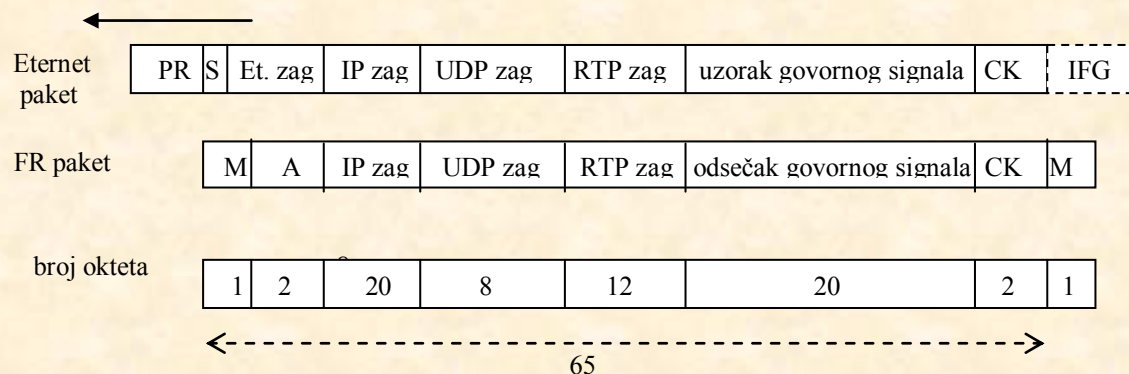 Eternet paket
PR S Et. zag IP zag UDP zag RTP zag uzorak govornog signala CK IFG
FR paket
M A IP zag UDP zag RTP zag odsečak govornog signala CK M
broj okteta
1 2 20 8 12 20 2 1
65